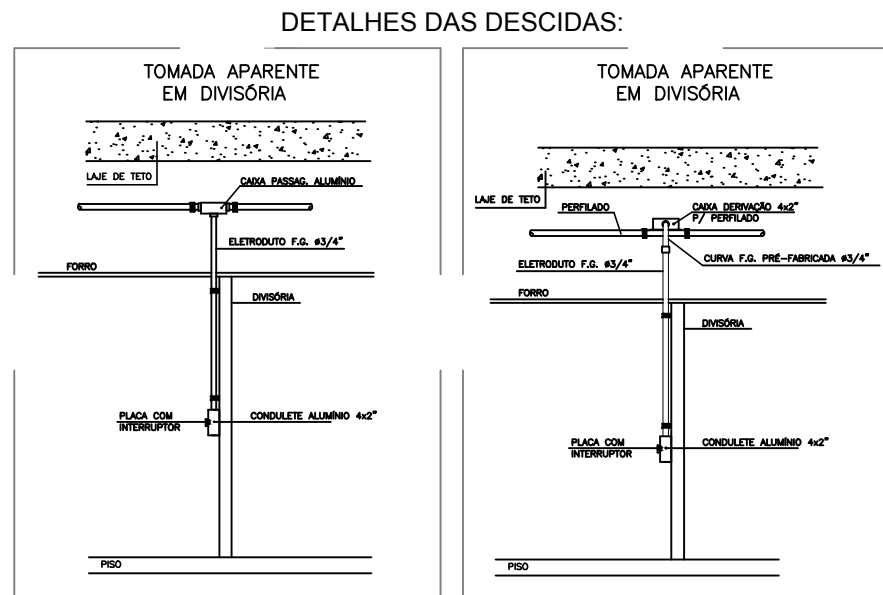 DETALHES DAS DESCIDAS:
TOMADA APARENTE
EM DIVISÓRIA
LAJE DE TETO
CAIXA PASSAG. ALUMÍNIO
ELETRODUTO F.G. ø3/4"
FORRO
DIVISÓRIA
PLACA COM
INTERRUPTOR
CONDULETE ALUMÍNIO 4x2"
PISO
TOMADA APARENTE
EM DIVISÓRIA
LAJE DE TETO
PERFILADO
CAIXA DERIVAÇÃO 4x2"
P/ PERFILADO
CURVA F.G. PRÉ-FABRICADA ø3/4"
ELETRODUTO F.G. ø3/4"
FORRO
DIVISÓRIA
PLACA COM
INTERRUPTOR
CONDULETE ALUMÍNIO 4x2"
PISO